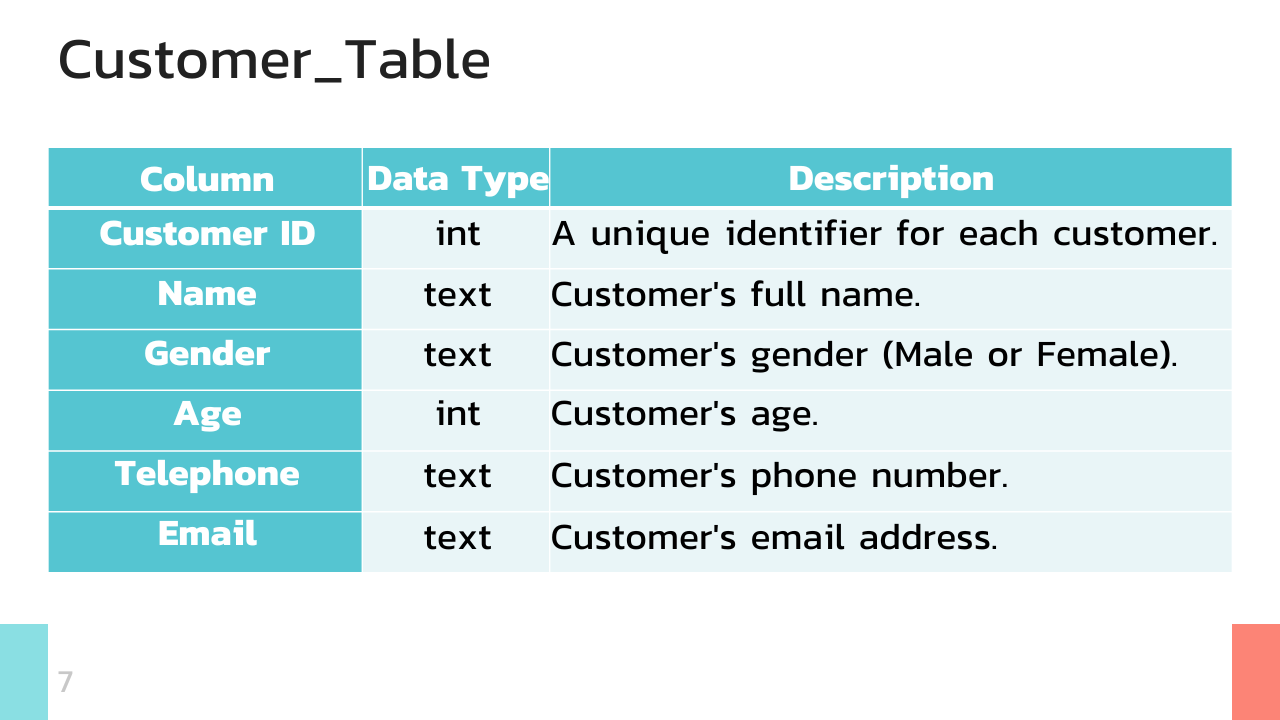 Customer_Table
Column Data Type Description
Customer ID int A unique identifier for each customer.
Name text Customer's full name.
Gender text Customer's gender (Male or Female).
Age int Customer's age.
Telephone text Customer's phone number.
Email text Customer's email address.
7